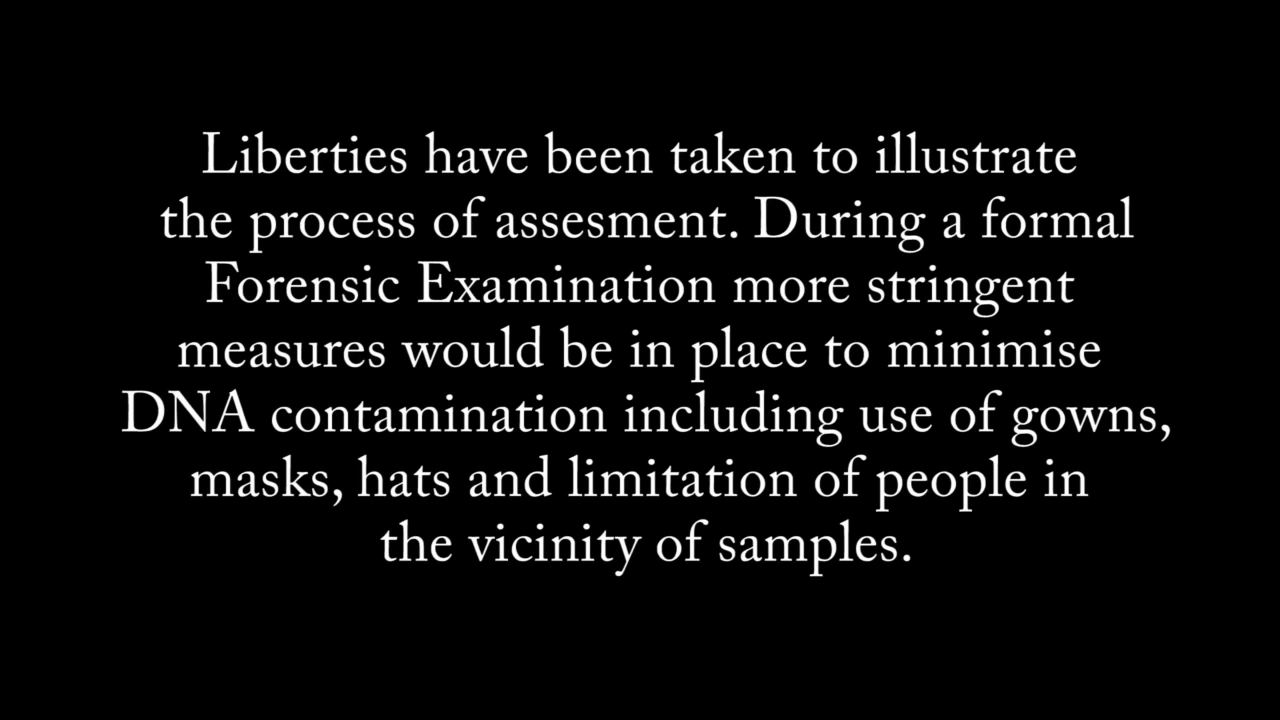 Liberties have been taken to illustrate
the process of assesment. During a formal
Forensic Examination more stringent
measures would be in place to minimise
DNA contamination including use of gowns,
masks, hats and limitation of people in
the vicinity of samples.